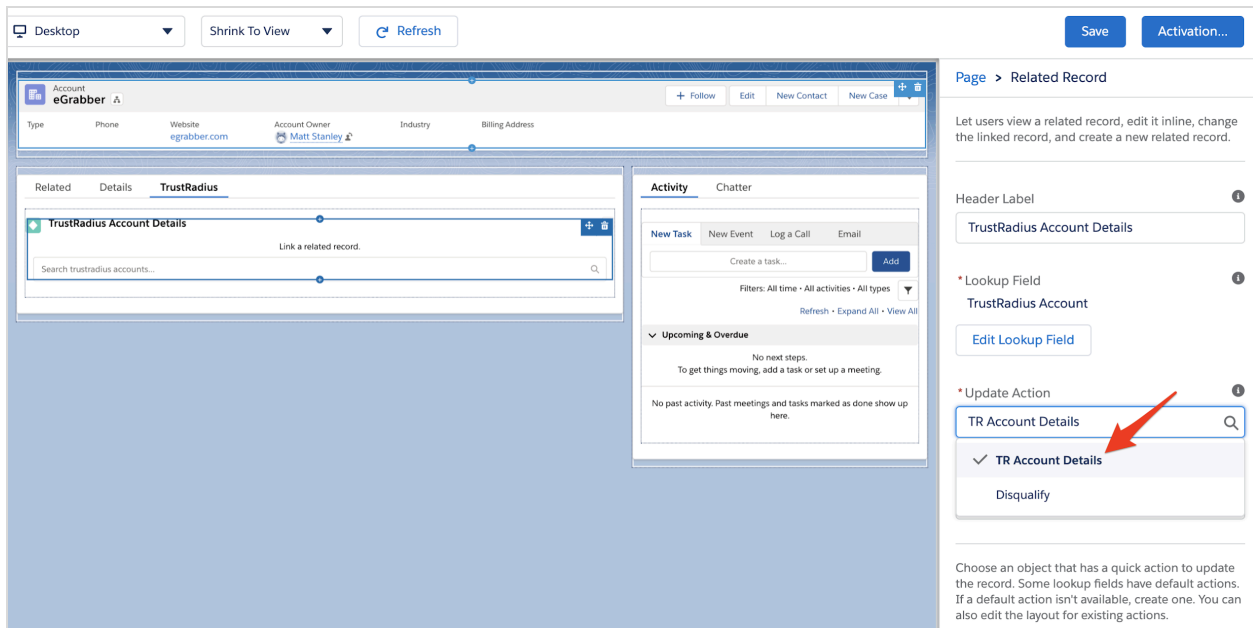 Desktop
Shrink To View
Refresh
Save
Activation...
Account
eGrabber
+ Follow
Edit
New Contact
New Case
Type
Phone
Website
Account Owner
Industry
Billing Address
egrabber.com
Matt Stanley
Related
Details
TrustRadius
TrustRadius Account Details
Link a related record.
Search trustradius accounts...
Activity
Chatter
New Task
New Event
Log a Call
Email
Create a task...
Add
Filters: All time • All activities • All types
Refresh • Expand All • View All
Upcoming & Overdue
No next steps.
To get things moving, add a task or set up a meeting.
No past activity. Past meetings and tasks marked as done show up
here.
Page > Related Record
Let users view a related record, edit it inline, change
the linked record, and create a new related record.
Header Label
TrustRadius Account Details
*Lookup Field
TrustRadius Account
Edit Lookup Field
*Update Action
TR Account Details
TR Account Details
Disqualify
Choose an object that has a quick action to update
the record. Some lookup fields have default actions.
If a default action isn't available, create one. You can
also edit the layout for existing actions.